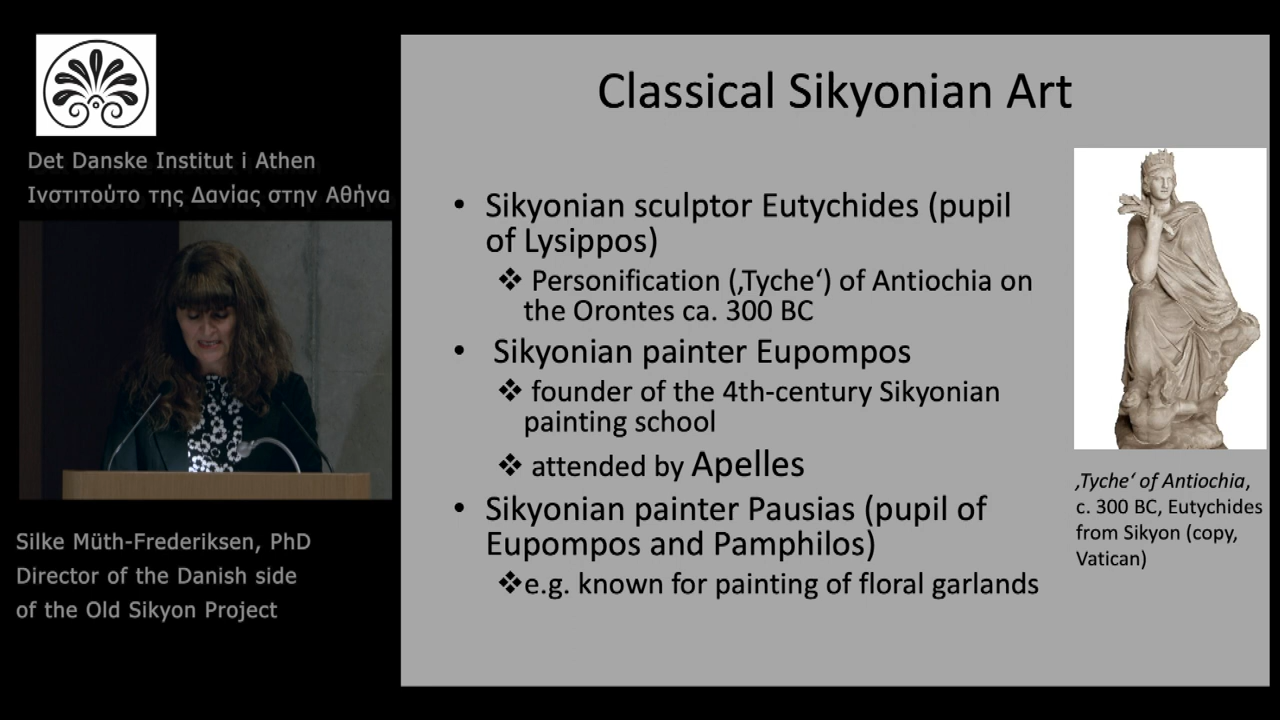 Det Danske Institut i Athen
Ινστιτούτο της Δανίας στην Αθήνα
Silke Müth-Frederiksen, PhD
Director of the Danish side
of the Old Sikyon Project
Classical Sikyonian Art
• Sikyonian sculptor Eutychides (pupil
of Lysippos)
❖ Personification (‚Tyche‘) of Antiochia on
the Orontes ca. 300 BC
• Sikyonian painter Eupompos
❖ founder of the 4th-century Sikyonian
painting school
❖ attended by Apelles
• Sikyonian painter Pausias (pupil of
Eupompos and Pamphilos)
❖e.g. known for painting of floral garlands
‚Tyche‘ of Antiochia,
c. 300 BC, Eutychides
from Sikyon (copy,
Vatican)